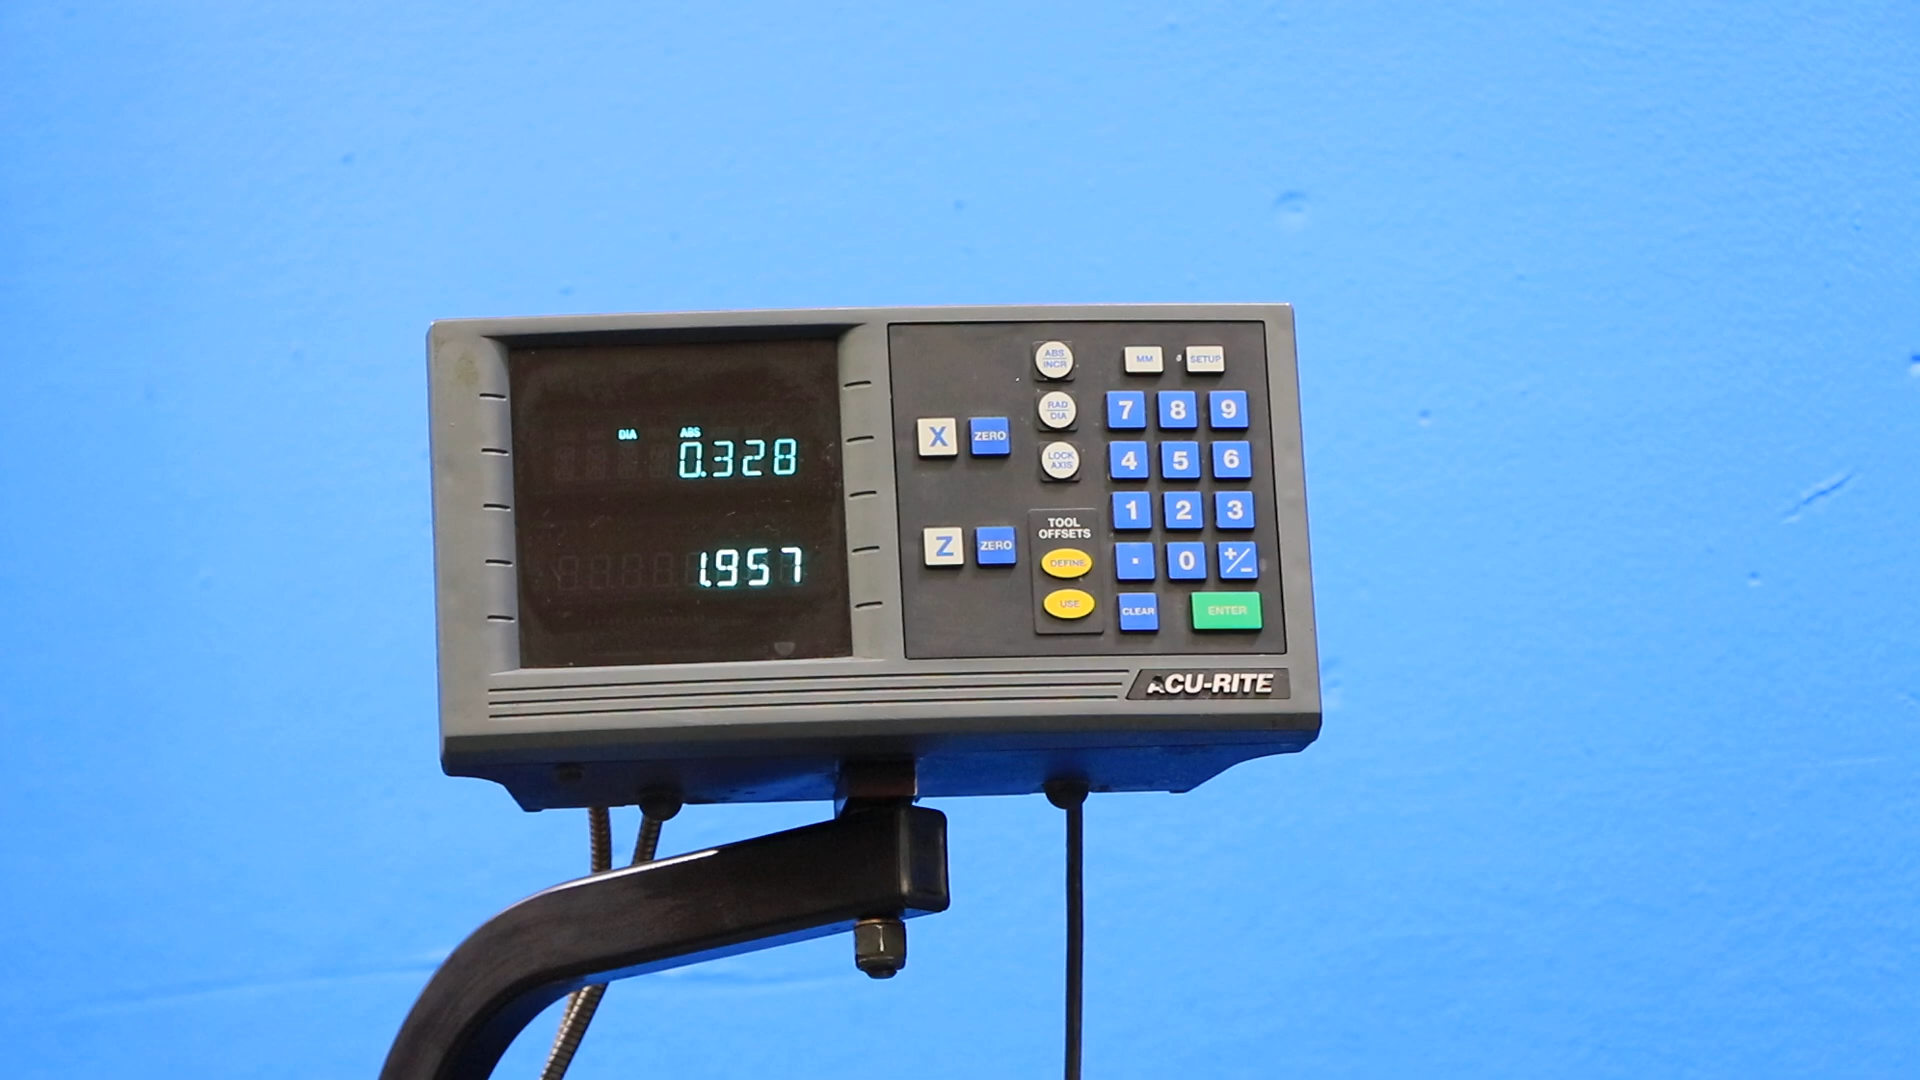 DIA ABS
0.328
1.957
X ZERO
Z ZERO
ABS
INCR
RAD
DIA
LOCK
AXIS
TOOL
OFFSETS
DEFINE
USE
MM SETUP
7 8 9
4 5 6
1 2 3
. 0 +/-
CLEAR ENTER
ACU-RITE